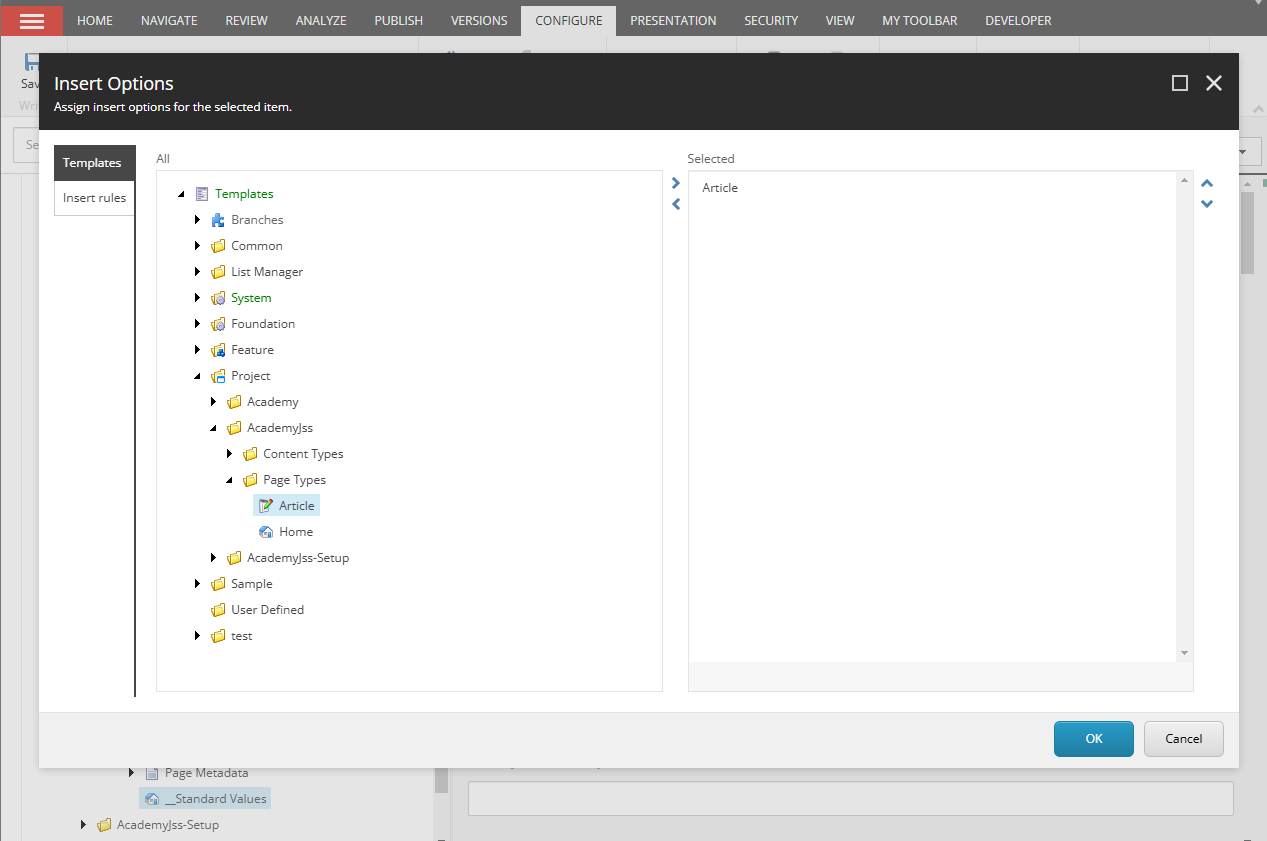 HOME NAVIGATE REVIEW ANALYZE PUBLISH VERSIONS CONFIGURE PRESENTATION SECURITY VIEW MY TOOLBAR DEVELOPER
Sav
Wri
Se
Insert Options
Assign insert options for the selected item.
Templates
Insert rules
All
Templates
Branches
Common
List Manager
System
Foundation
Feature
Project
Academy
AcademyJss
Content Types
Page Types
Article
Home
AcademyJss-Setup
Sample
User Defined
test
Selected
Article
OK Cancel
Page Metadata
__Standard Values
AcademyJss-Setup